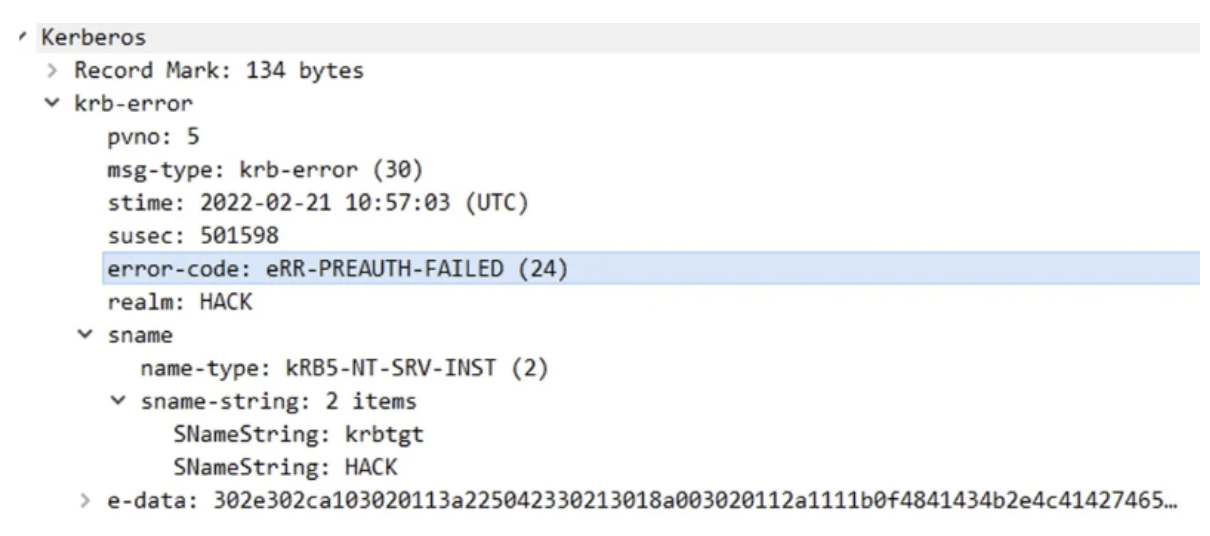 Kerberos
Record Mark: 134 bytes
krb-error
pvno: 5
msg-type: krb-error (30)
stime: 2022-02-21 10:57:03 (UTC)
susec: 501598
error-code: eRR-PREAUTH-FAILED (24)
realm: HACK
sname
name-type: kRB5-NT-SRV-INST (2)
sname-string: 2 items
SNameString: krbtgt
SNameString: HACK
e-data: 302e302ca103020113a225042330213018a003020112a1111b0f4841434b2e4c41427465…